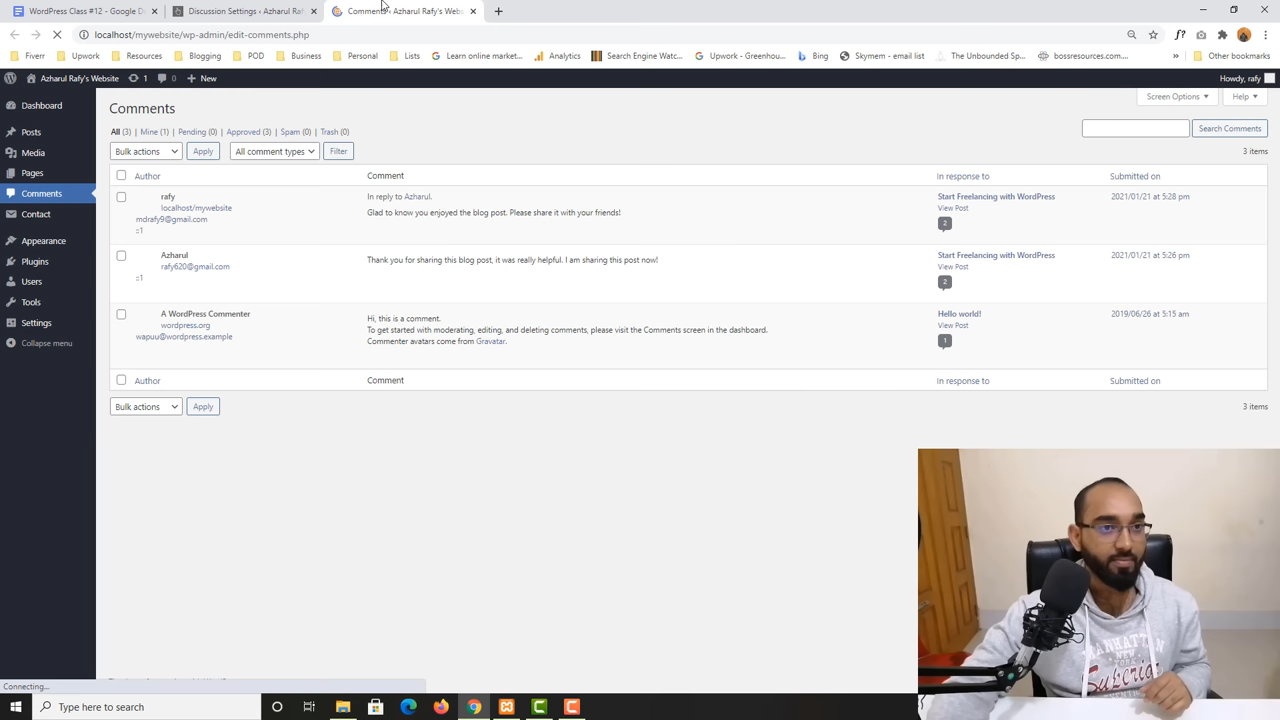 WordPress Class #12 - Google D
Discussion Settings ‹ Azharul Raf
Comments ‹ Azharul Rafy's Webs
localhost/mywebsite/wp-admin/edit-comments.php
Fiverr
Upwork
Resources
Blogging
POD
Business
Personal
Lists
Learn online market...
Analytics
Search Engine Watc...
Upwork - Greenhou...
Bing
Skymem - email list
The Unbounded Sp...
bossresources.com...
»
Other bookmarks
Azharul Rafy's Website
1
0
+ New
Howdy, rafy
Dashboard
Posts
Media
Pages
Comments
Contact
Appearance
Plugins
Users
Tools
Settings
Collapse menu
Comments
Screen Options
Help
All (3) | Mine (1) | Pending (0) | Approved (3) | Spam (0) | Trash (0)
Search Comments
Bulk actions
Apply
All comment types
Filter
3 items
Author
Comment
In response to
Submitted on
rafy
localhost/mywebsite
mdrafy9@gmail.com
::1
In reply to Azharul.
Glad to know you enjoyed the blog post. Please share it with your friends!
Start Freelancing with WordPress
View Post
2
2021/01/21 at 5:28 pm
Azharul
rafy620@gmail.com
::1
Thank you for sharing this blog post, it was really helpful. I am sharing this post now!
Start Freelancing with WordPress
View Post
2
2021/01/21 at 5:26 pm
A WordPress Commenter
wordpress.org
wapuu@wordpress.example
Hi, this is a comment.
To get started with moderating, editing, and deleting comments, please visit the Comments screen in the dashboard.
Commenter avatars come from Gravatar.
Hello world!
View Post
1
2019/06/26 at 5:15 am
Author
Comment
In response to
Submitted on
Bulk actions
Apply
3 items
MANHATTAN
NEW
Connecting...
Type here to search